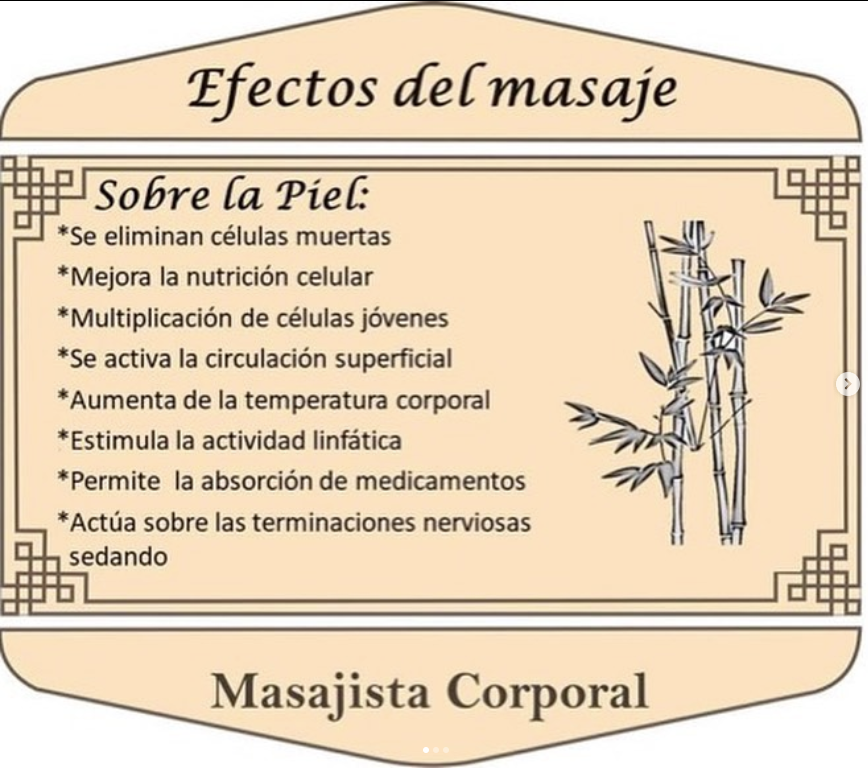 Efectos del masaje
Sobre la Piel:
*Se eliminan células muertas
*Mejora la nutrición celular
*Multiplicación de células jóvenes
*Se activa la circulación superficial
*Aumenta de la temperatura corporal
*Estimula la actividad linfática
*Permite  la absorción de medicamentos
*Actúa sobre las terminaciones nerviosas
sedando
Masajista Corporal